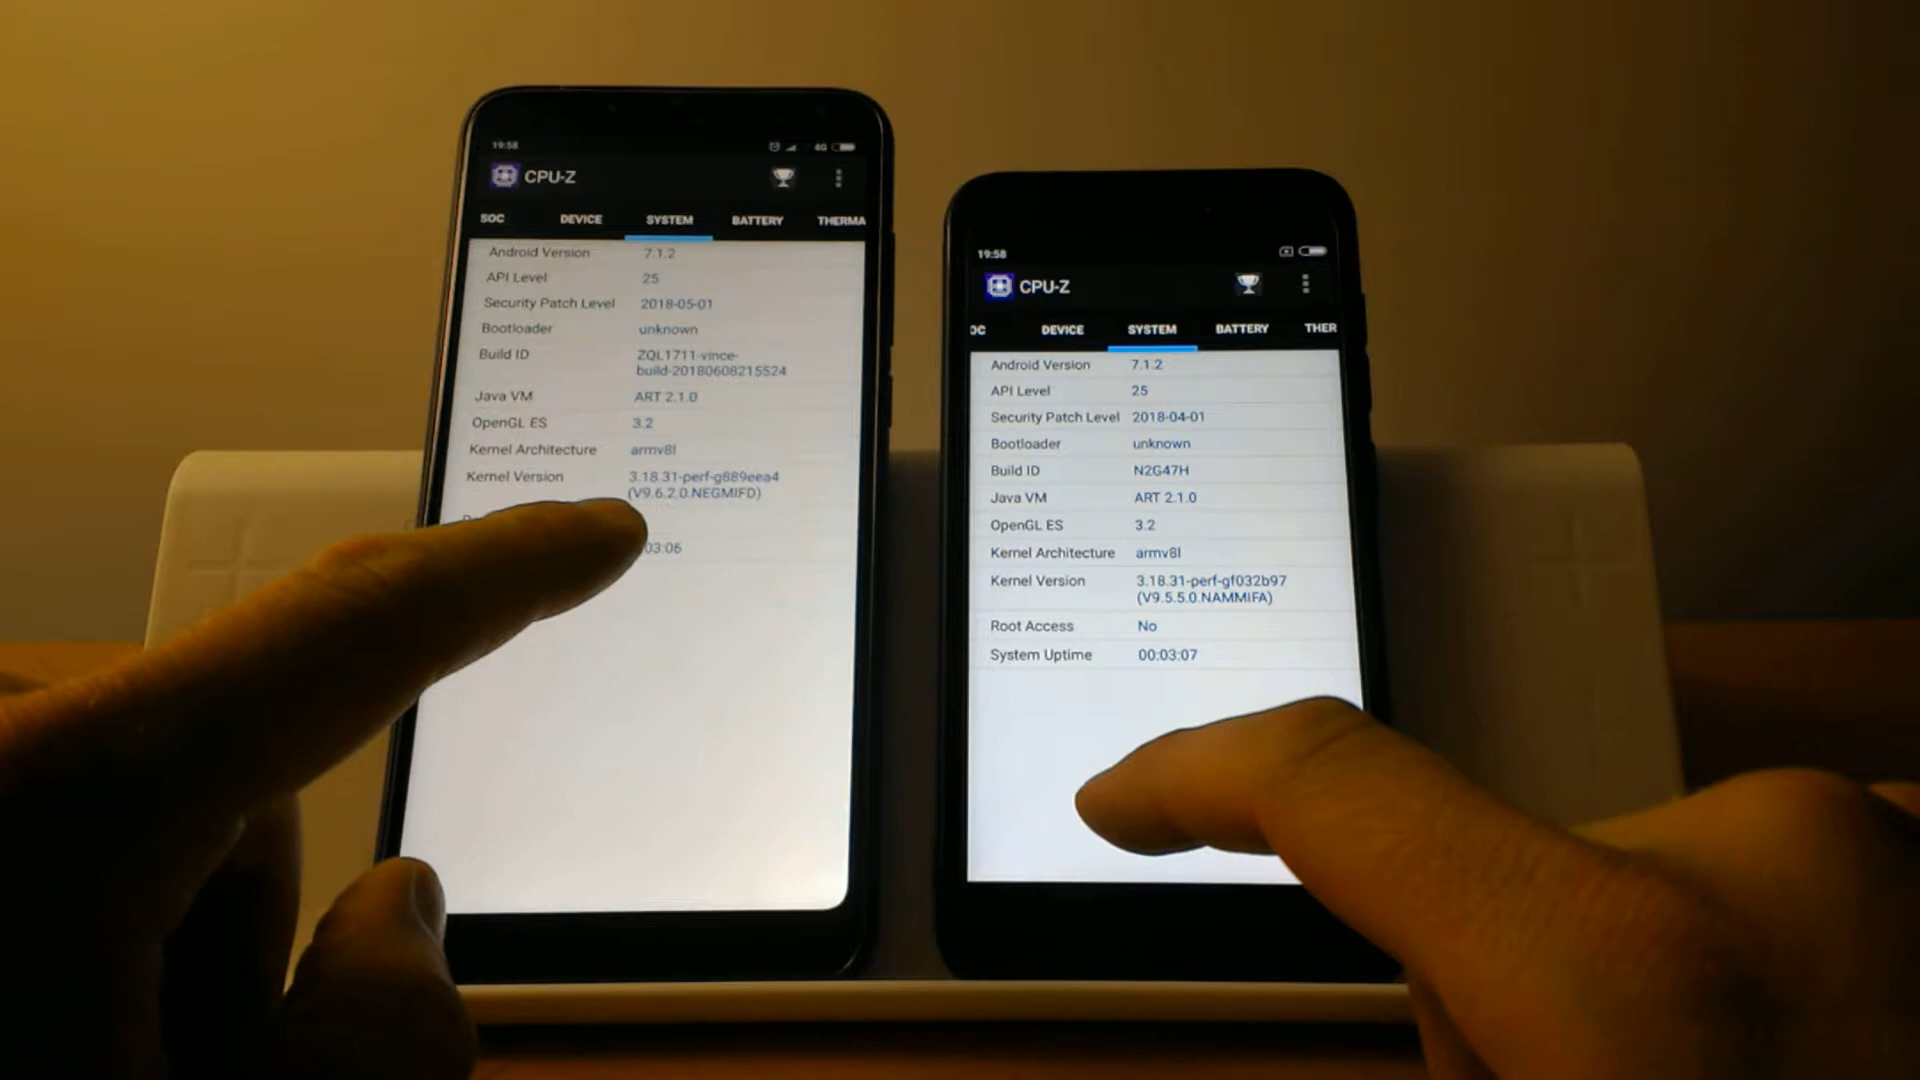 19:58
4G
CPU-Z
SOC DEVICE SYSTEM BATTERY THERMA
Android Version 7.1.2
API Level 25
Security Patch Level 2018-05-01
Bootloader unknown
Build ID ZQL1711-vince-
build-20180608215524
Java VM ART 2.1.0
OpenGL ES 3.2
Kernel Architecture armv8l
Kernel Version 3.18.31-perf-g889eea4
(V9.6.2.0.NEGMIFD)
03:06
19:58
CPU-Z
OC DEVICE SYSTEM BATTERY THER
Android Version 7.1.2
API Level 25
Security Patch Level 2018-04-01
Bootloader unknown
Build ID N2G47H
Java VM ART 2.1.0
OpenGL ES 3.2
Kernel Architecture armv8l
Kernel Version 3.18.31-perf-gf032b97
(V9.5.5.0.NAMMIFA)
Root Access No
System Uptime 00:03:07